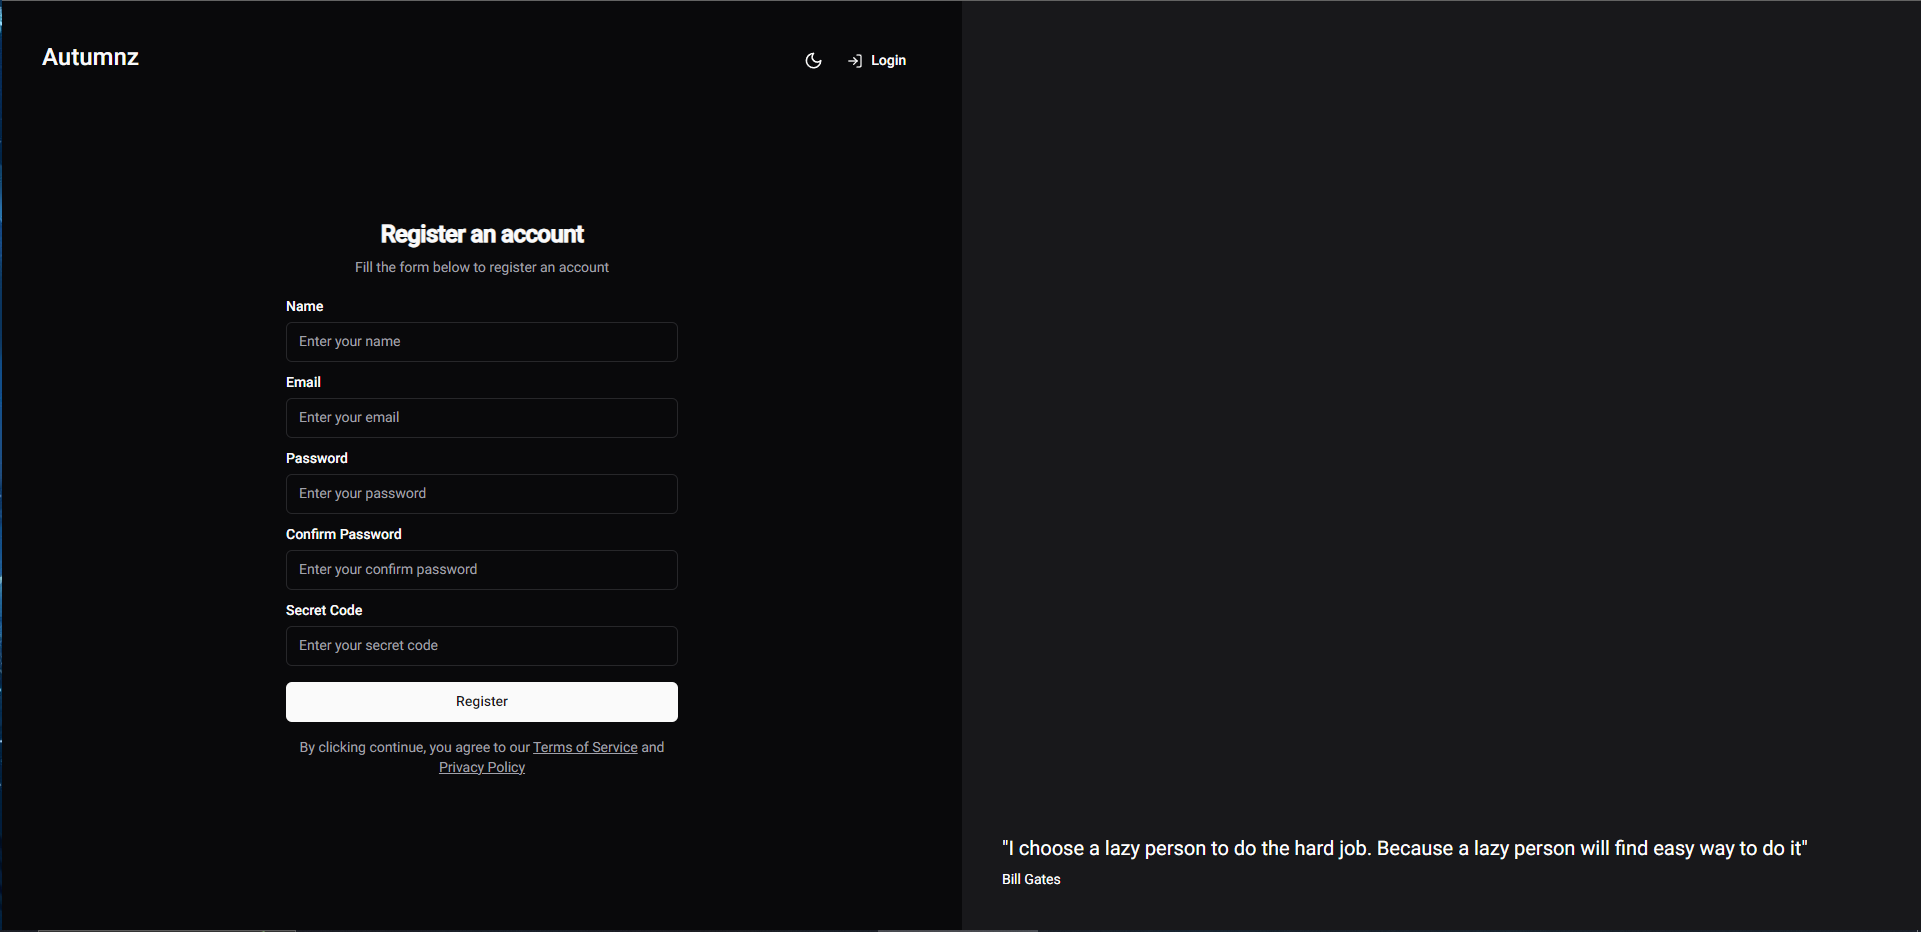 Autumnz
Login
Register an account
Fill the form below to register an account
Name
Enter your name
Email
Enter your email
Password
Enter your password
Confirm Password
Enter your confirm password
Secret Code
Enter your secret code
Register
By clicking continue, you agree to our Terms of Service and
Privacy Policy
"I choose a lazy person to do the hard job. Because a lazy person will find easy way to do it"
Bill Gates